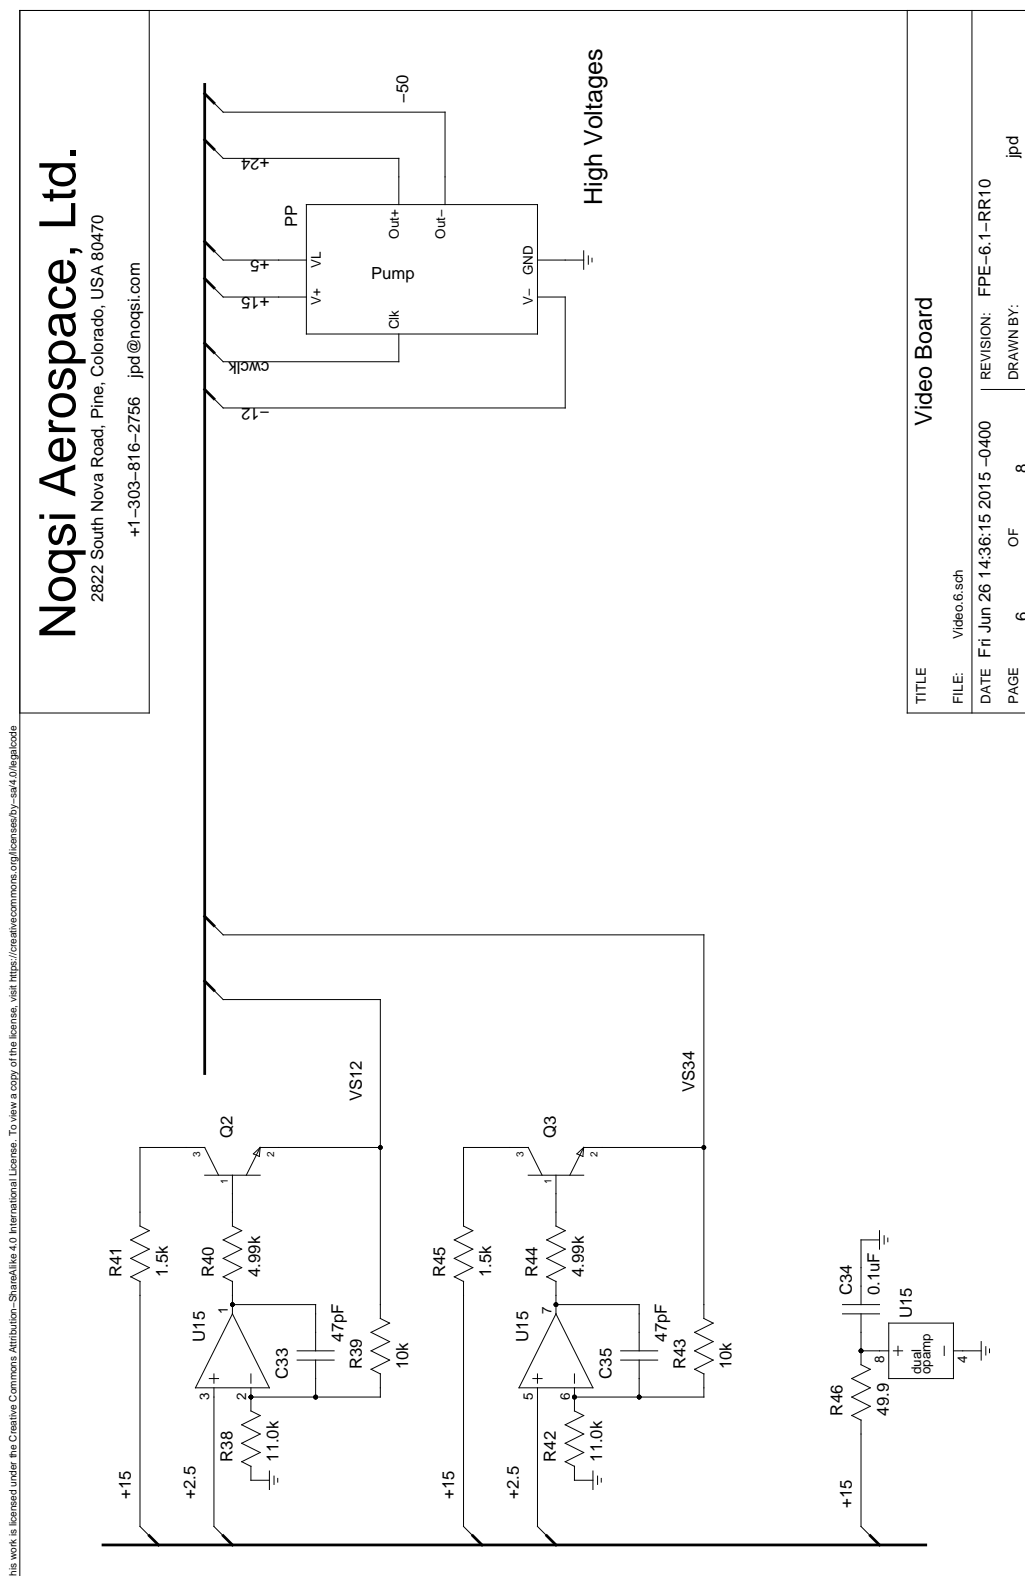 his work is licensed under the Creative Commons Attribution−ShareAlike 4.0 International License. To view a copy of the license, visit https://creativecommons.org/licenses/by−sa/4.0/legalcode
Noqsi Aerospace, Ltd.
2822 South Nova Road, Pine, Colorado, USA 80470
+1−303−816−2756 jpd@noqsi.com
+15
R41
1.5k
3
Q2
1
2
+2.5
3
+
2
−
U15
1
R40
4.99k
R38
11.0k
C33
47pF
R39
10k
VS12
+15
R45
1.5k
3
Q3
1
2
+2.5
5
+
6
−
U15
7
R44
4.99k
R42
11.0k
C35
47pF
R43
10k
VS34
+15
R46
49.9
C34
0.1uF
U15
8
+
dual
opamp
−
4
−12
cwclk
+15
+5
+24
−50
PP
V+
VL
Clk
Pump
Out+
Out−
V−
GND
High Voltages
TITLE
Video Board
FILE: Video.6.sch
REVISION: FPE−6.1−RR10
DATE Fri Jun 26 14:36:15 2015 −0400
PAGE 6 OF 8
DRAWN BY: jpd